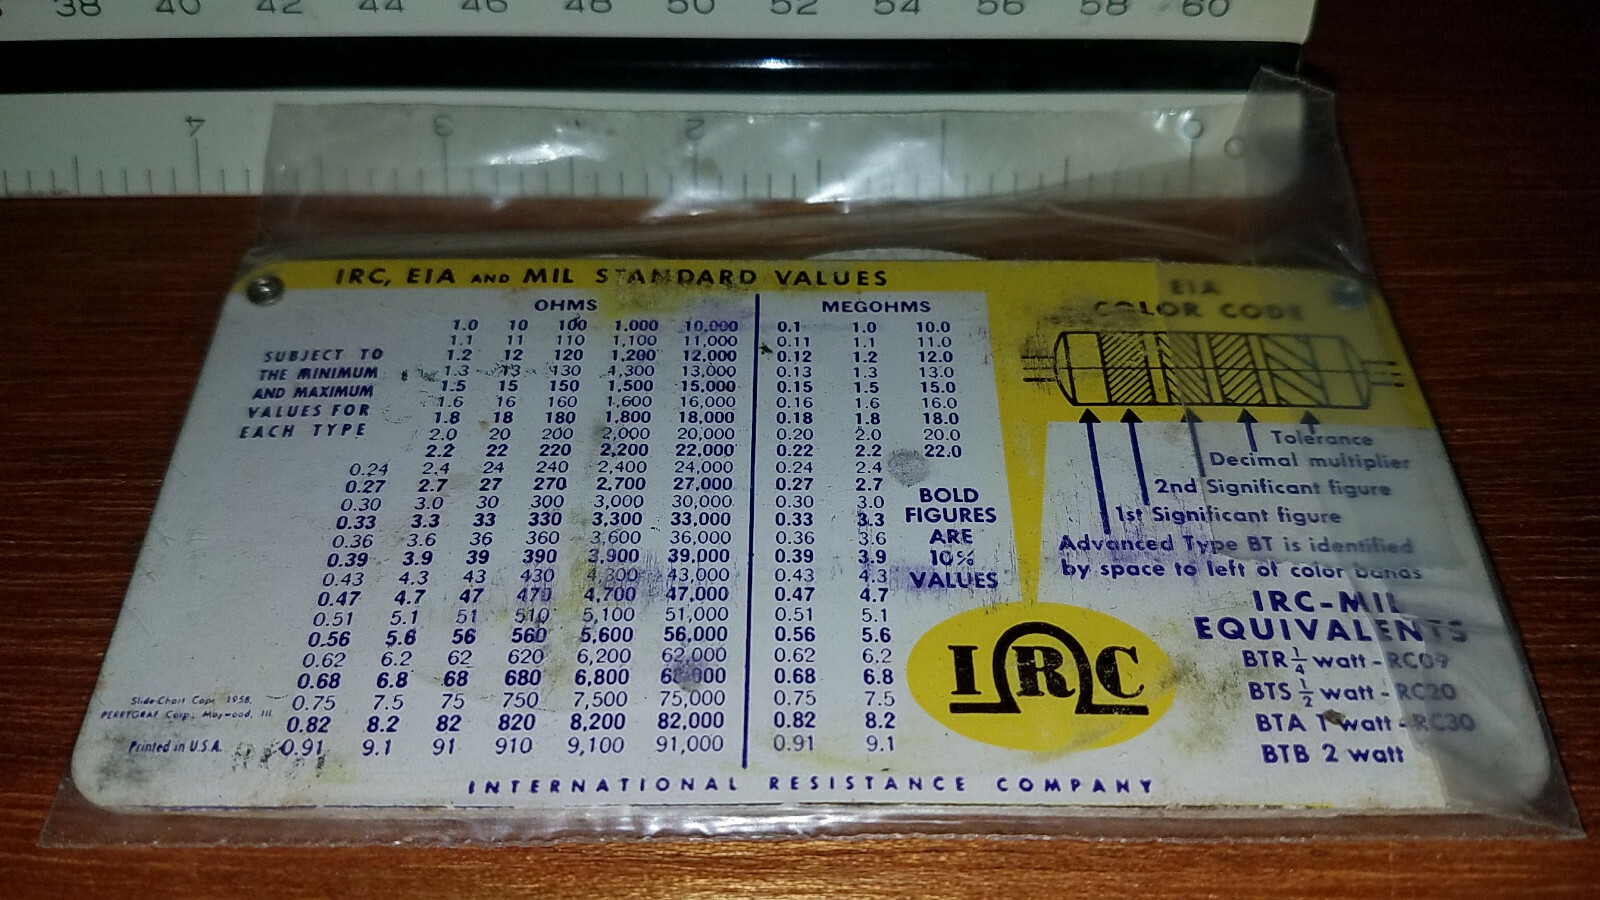 38 40 42 44 46 48 50 52 54 56 58 60
4 3 2 0
0
IRC, EIA AND MIL STANDARD VALUES
OHMS
MEGOHMS
EIA
COLOR CODE
SUBJECT TO
THE MINIMUM
AND MAXIMUM
VALUES FOR
EACH TYPE
1.0 10 100 1,000 10,000 0.1 1.0 10.0
1.1 11 110 1,100 11,000 0.11 1.1 11.0
1.2 12 120 1,200 12,000 0.12 1.2 12.0
1.3 13 130 1,300 13,000 0.13 1.3 13.0
1.5 15 150 1,500 15,000 0.15 1.5 15.0
1.6 16 160 1,600 16,000 0.16 1.6 16.0
1.8 18 180 1,800 18,000 0.18 1.8 18.0
2.0 20 200 2,000 20,000 0.20 2.0 20.0
2.2 22 220 2,200 22,000 0.22 2.2 22.0
0.24 2.4 24 240 2,400 24,000 0.24 2.4
0.27 2.7 27 270 2,700 27,000 0.27 2.7
0.30 3.0 30 300 3,000 30,000 0.30 3.0
0.33 3.3 33 330 3,300 33,000 0.33 3.3
0.36 3.6 36 360 3,600 36,000 0.36 3.6
0.39 3.9 39 390 3,900 39,000 0.39 3.9
0.43 4.3 43 430 4,300 43,000 0.43 4.3
0.47 4.7 47 470 4,700 47,000 0.47 4.7
0.51 5.1 51 510 5,100 51,000 0.51 5.1
0.56 5.6 56 560 5,600 56,000 0.56 5.6
0.62 6.2 62 620 6,200 62,000 0.62 6.2
0.68 6.8 68 680 6,800 68,000 0.68 6.8
0.75 7.5 75 750 7,500 75,000 0.75 7.5
0.82 8.2 82 820 8,200 82,000 0.82 8.2
0.91 9.1 91 910 9,100 91,000 0.91 9.1
BOLD
FIGURES
ARE
10%
VALUES
Tolerance
Decimal multiplier
2nd Significant figure
1st Significant figure
Advanced Type BT is identified
by space to left of color bands
IRC
IRC-MIL
EQUIVALENTS
BTR 1/4 watt - RC09
BTS 1/2 watt - RC20
BTA 1 watt - RC30
BTB 2 watt
Slide-Chart Copr. 1958,
PERRYGRAF Corp., Maywood, Ill.
Printed in U.S.A.
INTERNATIONAL RESISTANCE COMPANY